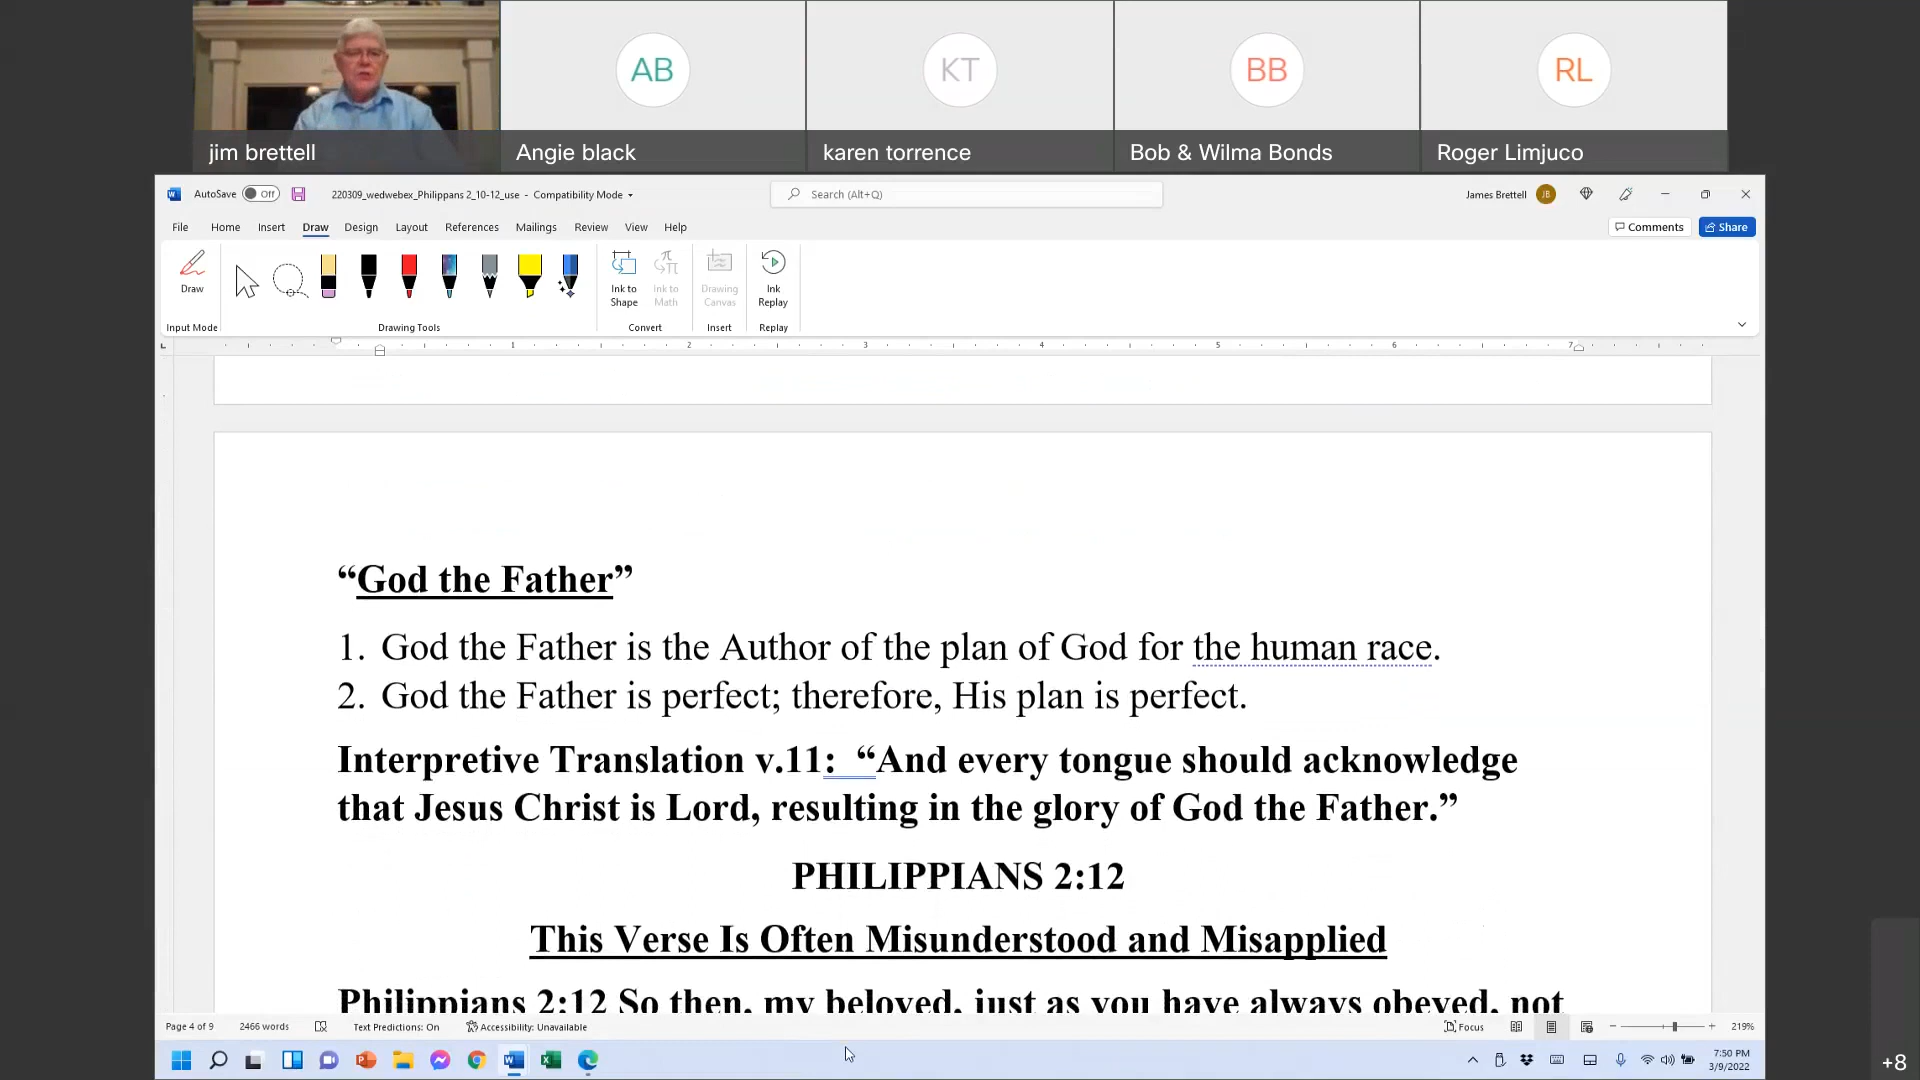 AB
KT
BB
RL
jim brettell
Angie black
karen torrence
Bob & Wilma Bonds
Roger Limjuco
AutoSave Off
220309_wedwebex_Philippans 2_10-12_use - Compatibility Mode
Search (Alt+Q)
James Brettell JB
File Home Insert Draw Design Layout References Mailings Review View Help
Comments Share
Draw
Ink to Shape
Ink to Math
Drawing Canvas
Ink Replay
Input Mode Drawing Tools Convert Insert Replay
1 2 3 4 5 6 7
“God the Father”
1. God the Father is the Author of the plan of God for the human race.
2. God the Father is perfect; therefore, His plan is perfect.
Interpretive Translation v.11: “And every tongue should acknowledge
that Jesus Christ is Lord, resulting in the glory of God the Father.”
PHILIPPIANS 2:12
This Verse Is Often Misunderstood and Misapplied
Philippians 2:12 So then, my beloved, just as you have always obeyed, not
Page 4 of 9 2466 words Text Predictions: On Accessibility: Unavailable Focus 219%
7:50 PM
3/9/2022
+8